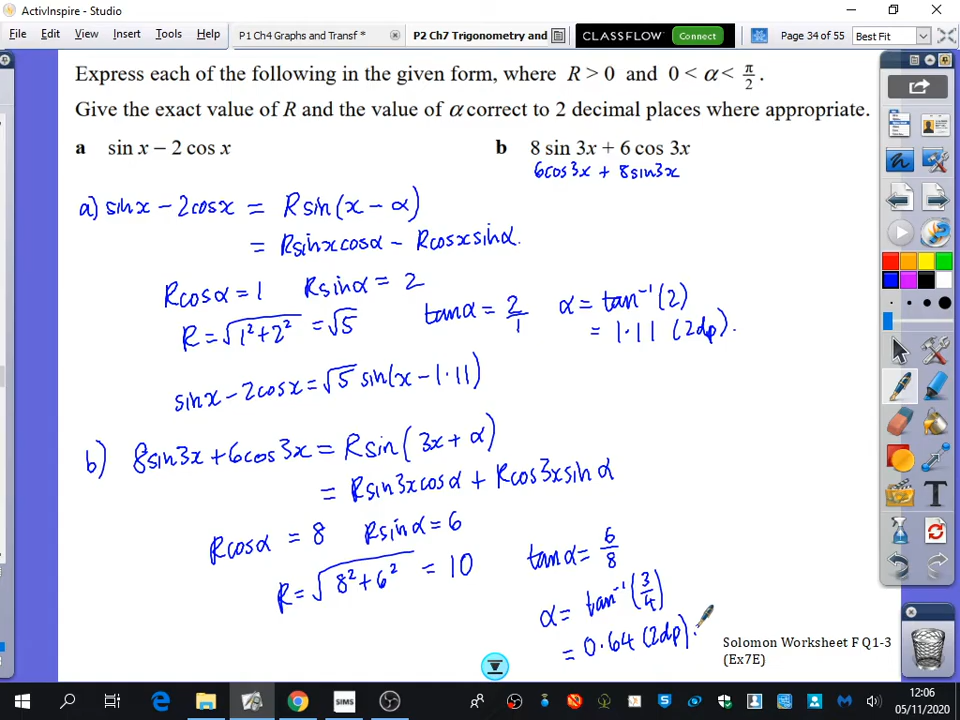 ActivInspire - Studio
File Edit View Insert Tools Help
P1 Ch4 Graphs and Transf *
P2 Ch7 Trigonometry and
CLASSFLOW Connect
Page 34 of 55
Best Fit
Express each of the following in the given form, where R > 0 and 0 < α < π/2.
Give the exact value of R and the value of α correct to 2 decimal places where appropriate.
a sin x − 2 cos x
b 8 sin 3x + 6 cos 3x
6cos3x + 8sin3x
a) sinx − 2cosx = Rsin(x − α)
= Rsinxcosα − Rcosxsinα.
Rcosα = 1 Rsinα = 2
R = √(1² + 2²) = √5
tanα = 2/1
α = tan⁻¹(2)
= 1·11 (2dp).
sinx − 2cosx = √5 sin(x − 1·11)
b) 8sin3x + 6cos3x = Rsin(3x + α)
= Rsin3xcosα + Rcos3xsinα
Rcosα = 8 Rsinα = 6
R = √(8² + 6²) = 10
tanα = 6/8
α = tan⁻¹(3/4)
= 0·64 (2dp).
Solomon Worksheet F Q1-3
(Ex7E)
SIMS
12:06
05/11/2020